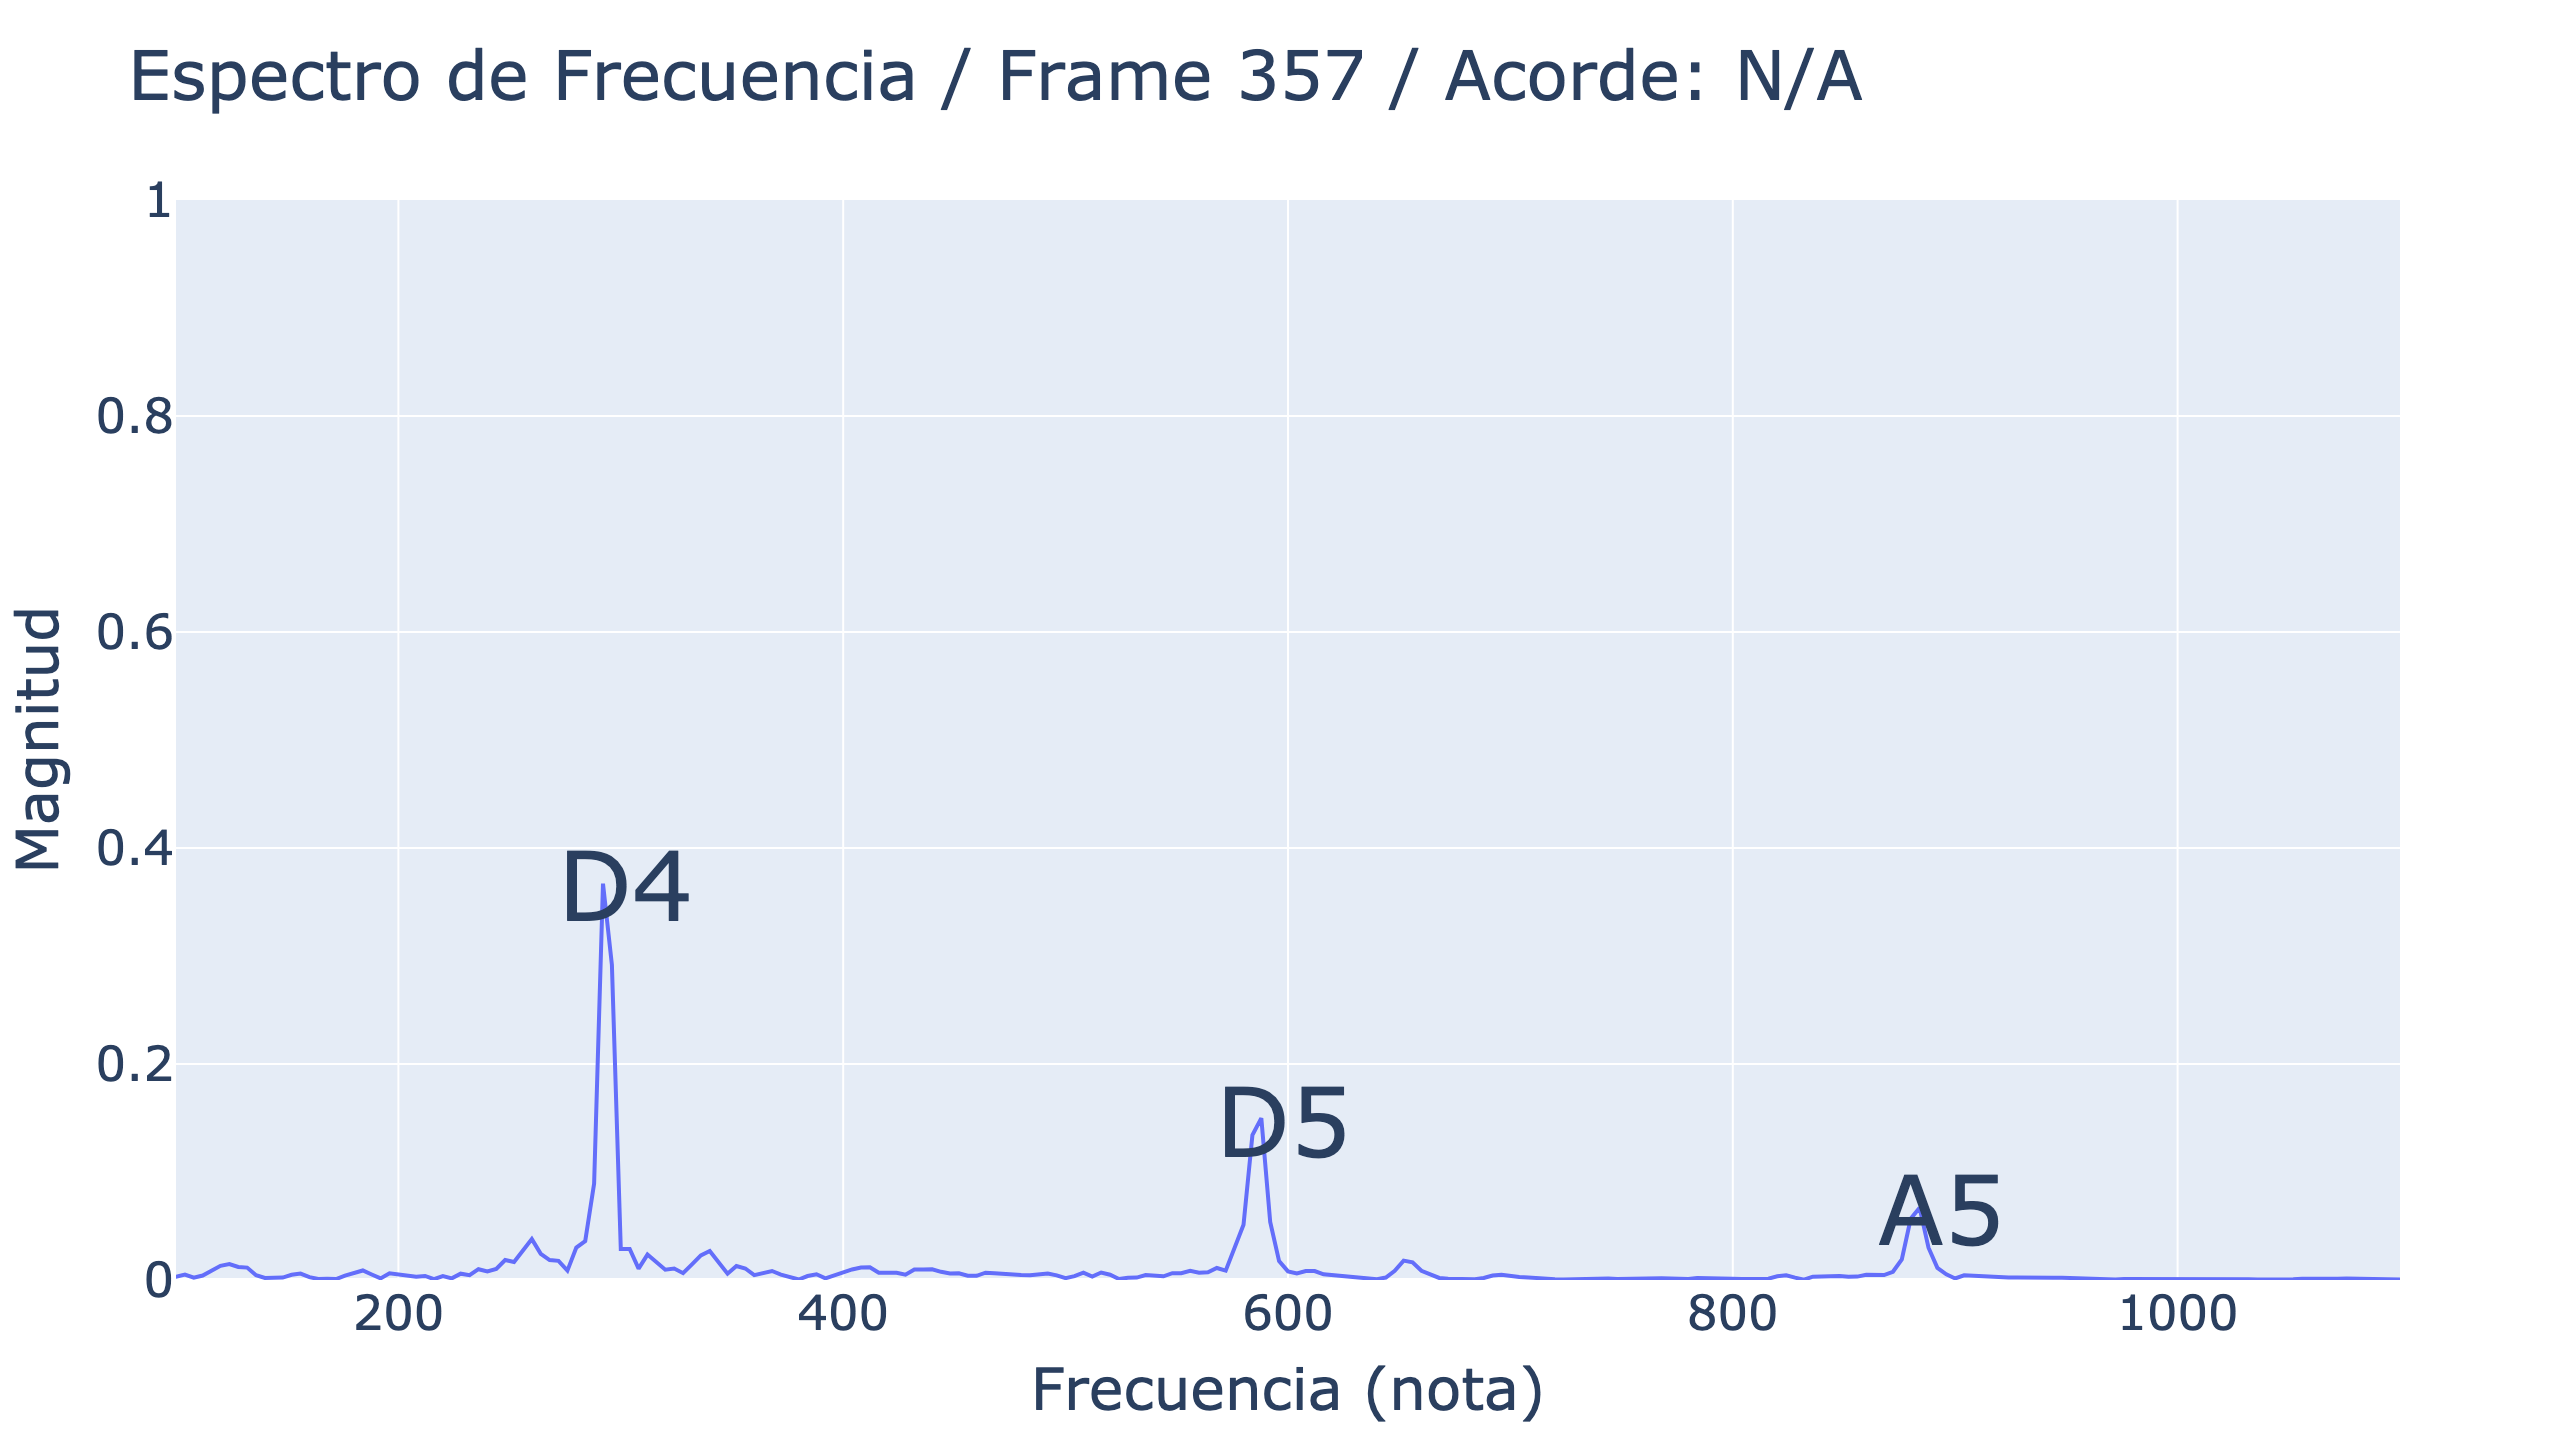 Espectro de Frecuencia / Frame 357 / Acorde: N/A
1
0.8
0.6
0.4
0.2
0
Magnitud
D4
D5
A5
200
400
600
800
1000
Frecuencia (nota)